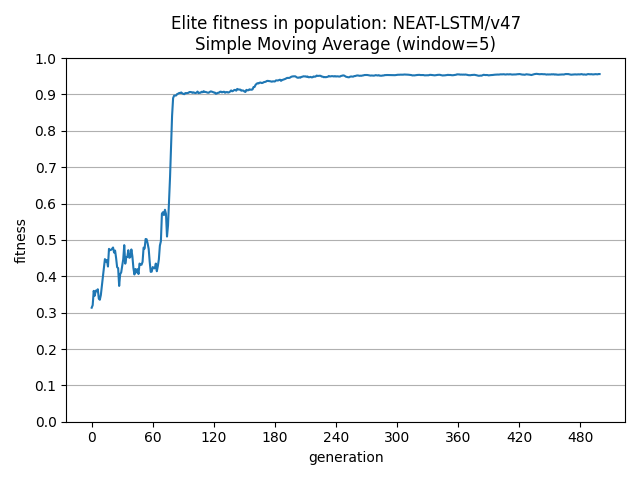 Elite fitness in population: NEAT-LSTM/v47
Simple Moving Average (window=5)
1.0
0.9
0.8
0.7
0.6
0.5
0.4
0.3
0.2
0.1
0.0
fitness
0 60 120 180 240 300 360 420 480
generation